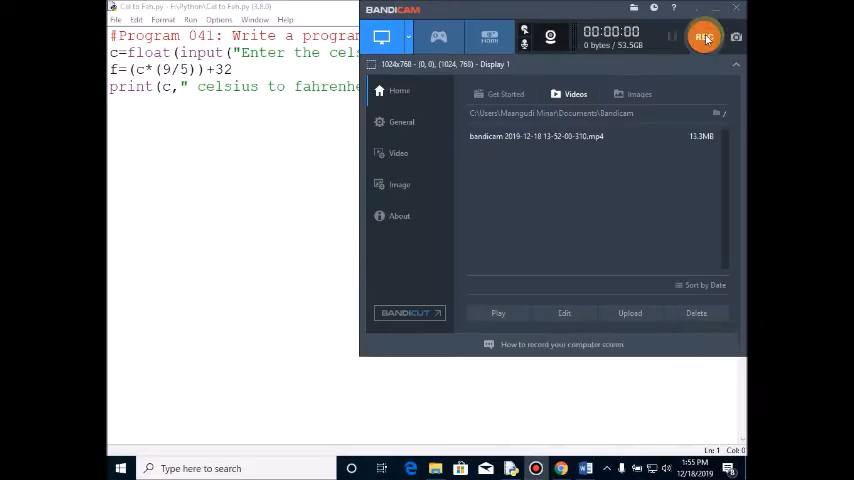 Cel to Fah.py - F:\Python\Cel to Fah.py (3.8.0)
File Edit Format Run Options Window Help
#Program 041: Write a program
c=float(input("Enter the cels
f=(c*(9/5))+32
print(c," celsius to fahrenhe
BANDICAM
HDMI
00:00:00
0 bytes / 53.5GB
REC
1024x768 - (0, 0), (1024, 768) - Display 1
Home
General
Video
Image
About
BANDICUT
Get Started Videos Images
C:\Users\Maangudi Minar\Documents\Bandicam
bandicam 2019-12-18 13-52-00-310.mp4 13.3MB
Sort by Date
Play Edit Upload Delete
How to record your computer screen
Ln: 1 Col: 0
Type here to search
1:55 PM
12/18/2019
8